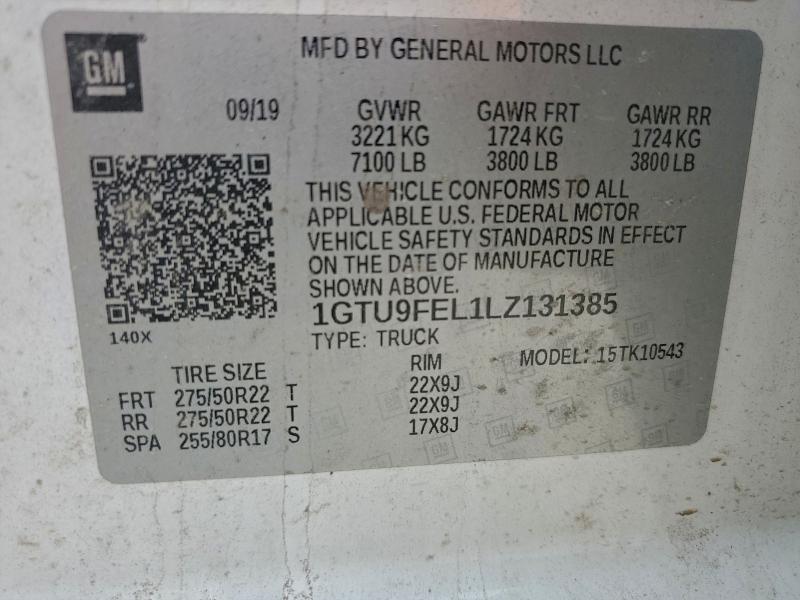 GM
MFD BY GENERAL MOTORS LLC
09/19 GVWR GAWR FRT GAWR RR
3221 KG 1724 KG 1724 KG
7100 LB 3800 LB 3800 LB
THIS VEHICLE CONFORMS TO ALL
APPLICABLE U.S. FEDERAL MOTOR
VEHICLE SAFETY STANDARDS IN EFFECT
ON THE DATE OF MANUFACTURE
SHOWN ABOVE.
1GTU9FEL1LZ131385
140X
TYPE: TRUCK
MODEL: 15TK10543
TIRE SIZE RIM
FRT 275/50R22 T 22X9J
RR 275/50R22 T 22X9J
SPA 255/80R17 S 17X8J